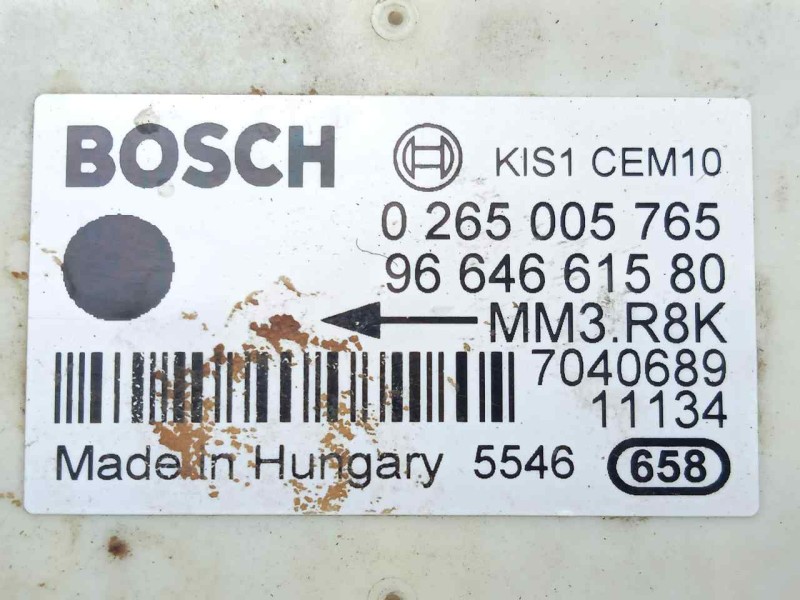 BOSCH KIS1 CEM10
0 265 005 765
96 646 615 80
MM3.R8K
7040689
11134
Made in Hungary 5546 658